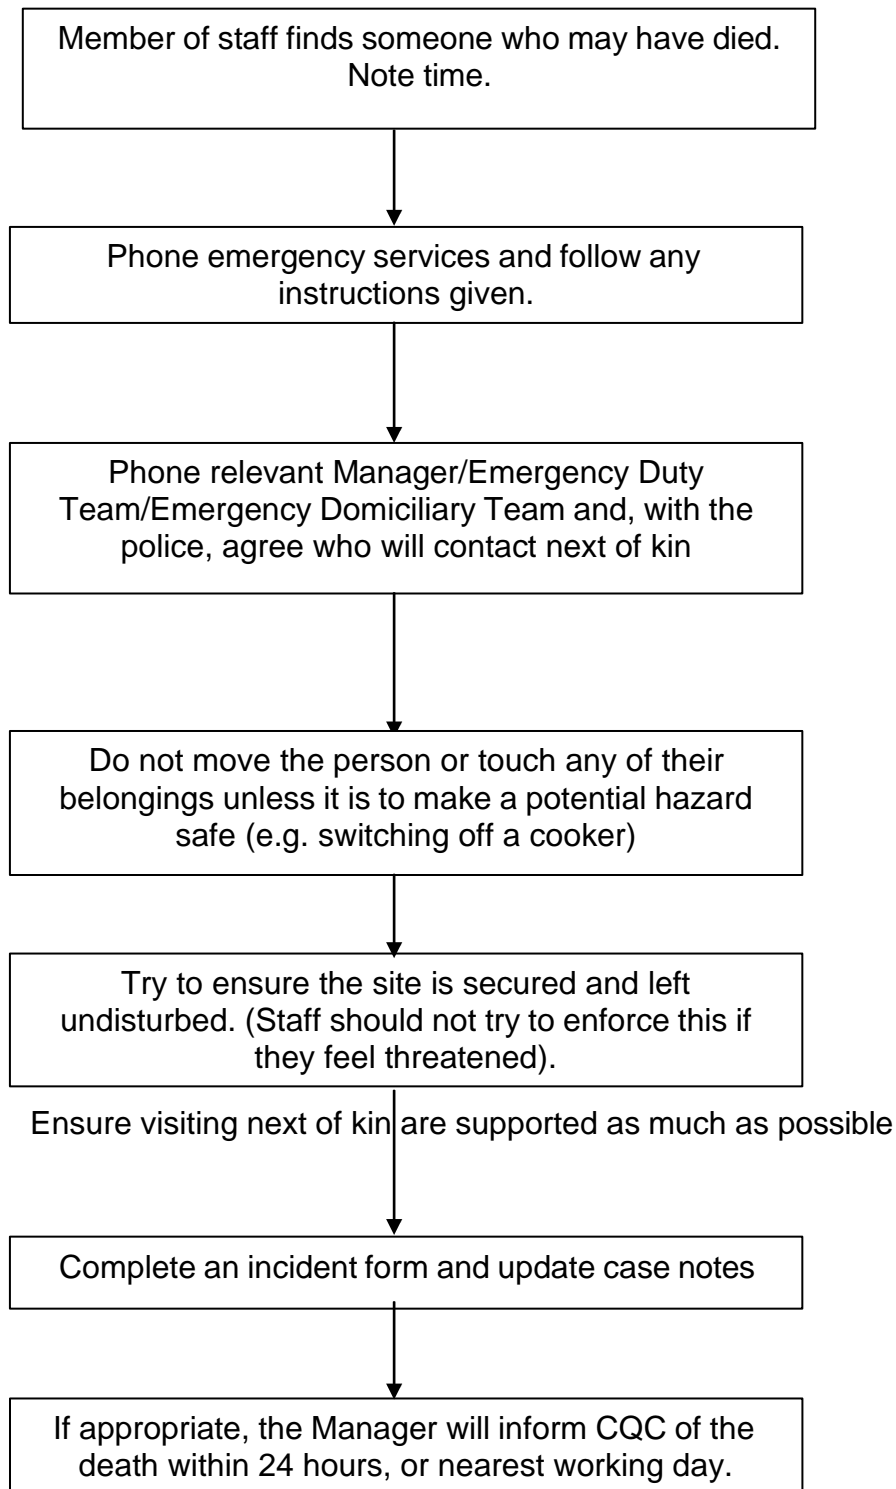 Member of staff finds someone who may have died.
Note time.
Phone emergency services and follow any
instructions given.
Phone relevant Manager/Emergency Duty
Team/Emergency Domiciliary Team and, with the
police, agree who will contact next of kin
Do not move the person or touch any of their
belongings unless it is to make a potential hazard
safe (e.g. switching off a cooker)
Try to ensure the site is secured and left
undisturbed. (Staff should not try to enforce this if
they feel threatened).
Ensure visiting next of kin are supported as much as possible
Complete an incident form and update case notes
If appropriate, the Manager will inform CQC of the
death within 24 hours, or nearest working day.